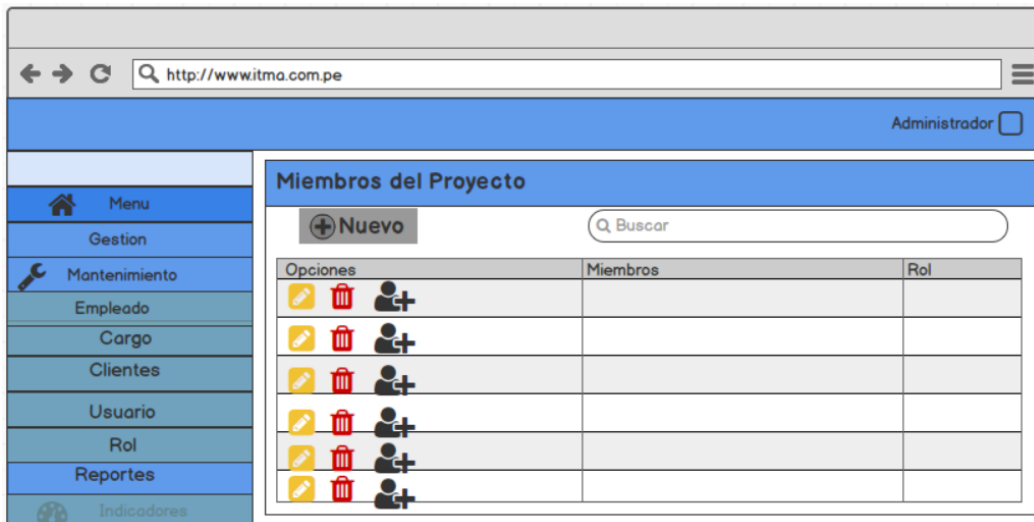 http://www.itma.com.pe
Administrador
Menu
Gestion
Mantenimiento
Empleado
Cargo
Clientes
Usuario
Rol
Reportes
Indicadores
Miembros del Proyecto
Nuevo
Buscar
Opciones Miembros Rol